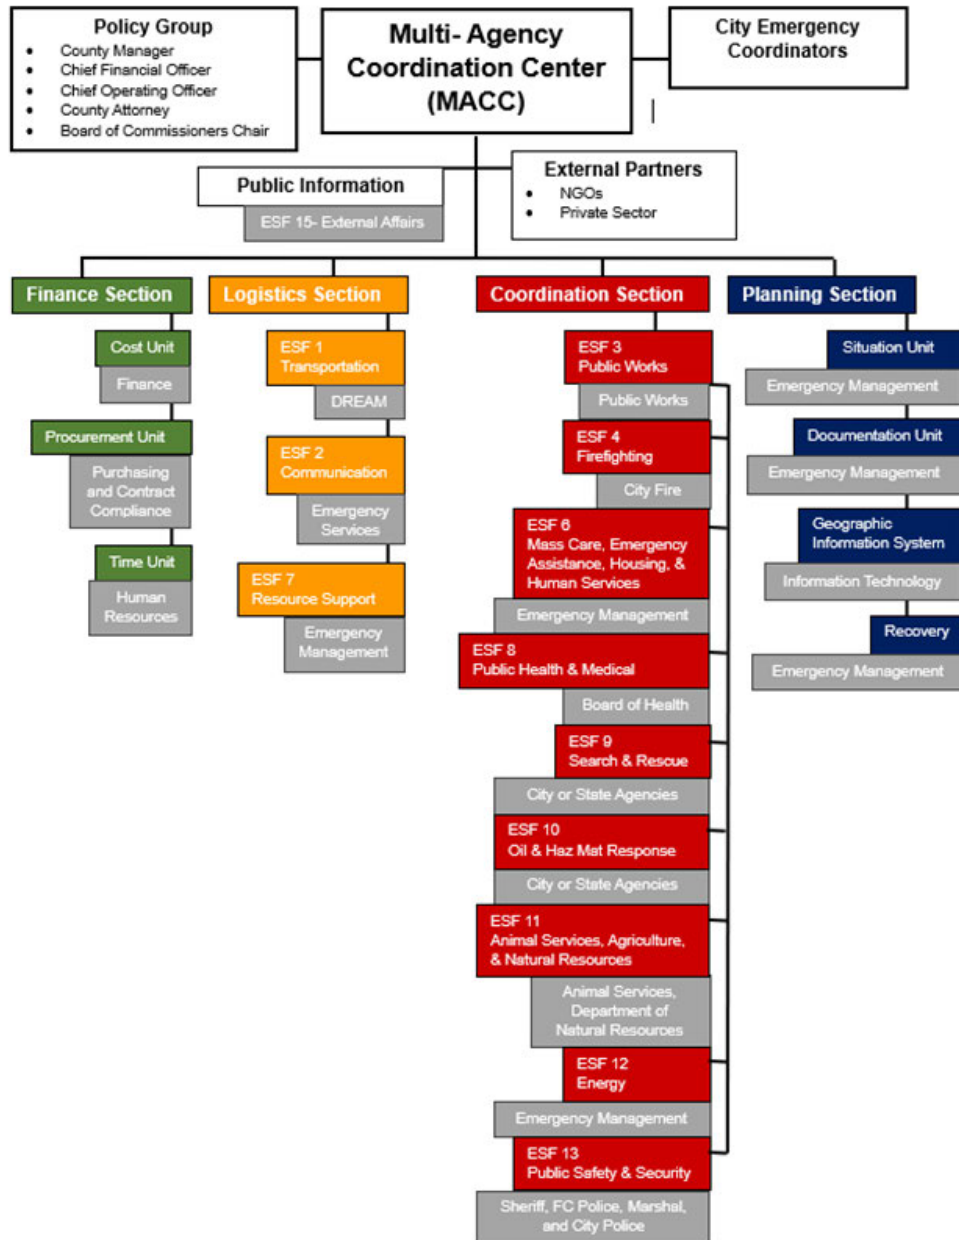 Policy Group
• County Manager
• Chief Financial Officer
• Chief Operating Officer
• County Attorney
• Board of Commissioners Chair
Multi- Agency
Coordination Center
(MACC)
City Emergency
Coordinators
Public Information
ESF 15- External Affairs
External Partners
• NGOs
• Private Sector
Finance Section
Cost Unit
Finance
Procurement Unit
Purchasing
and Contract
Compliance
Time Unit
Human
Resources
Logistics Section
ESF 1
Transportation
DREAM
ESF 2
Communication
Emergency
Services
ESF 7
Resource Support
Emergency
Management
Coordination Section
ESF 3
Public Works
Public Works
ESF 4
Firefighting
City Fire
ESF 6
Mass Care, Emergency
Assistance, Housing, &
Human Services
Emergency Management
ESF 8
Public Health & Medical
Board of Health
ESF 9
Search & Rescue
City or State Agencies
ESF 10
Oil & Haz Mat Response
City or State Agencies
ESF 11
Animal Services, Agriculture,
& Natural Resources
Animal Services,
Department of
Natural Resources
ESF 12
Energy
Emergency Management
ESF 13
Public Safety & Security
Sheriff, FC Police, Marshal,
and City Police
Planning Section
Situation Unit
Emergency Management
Documentation Unit
Emergency Management
Geographic
Information System
Information Technology
Recovery
Emergency Management